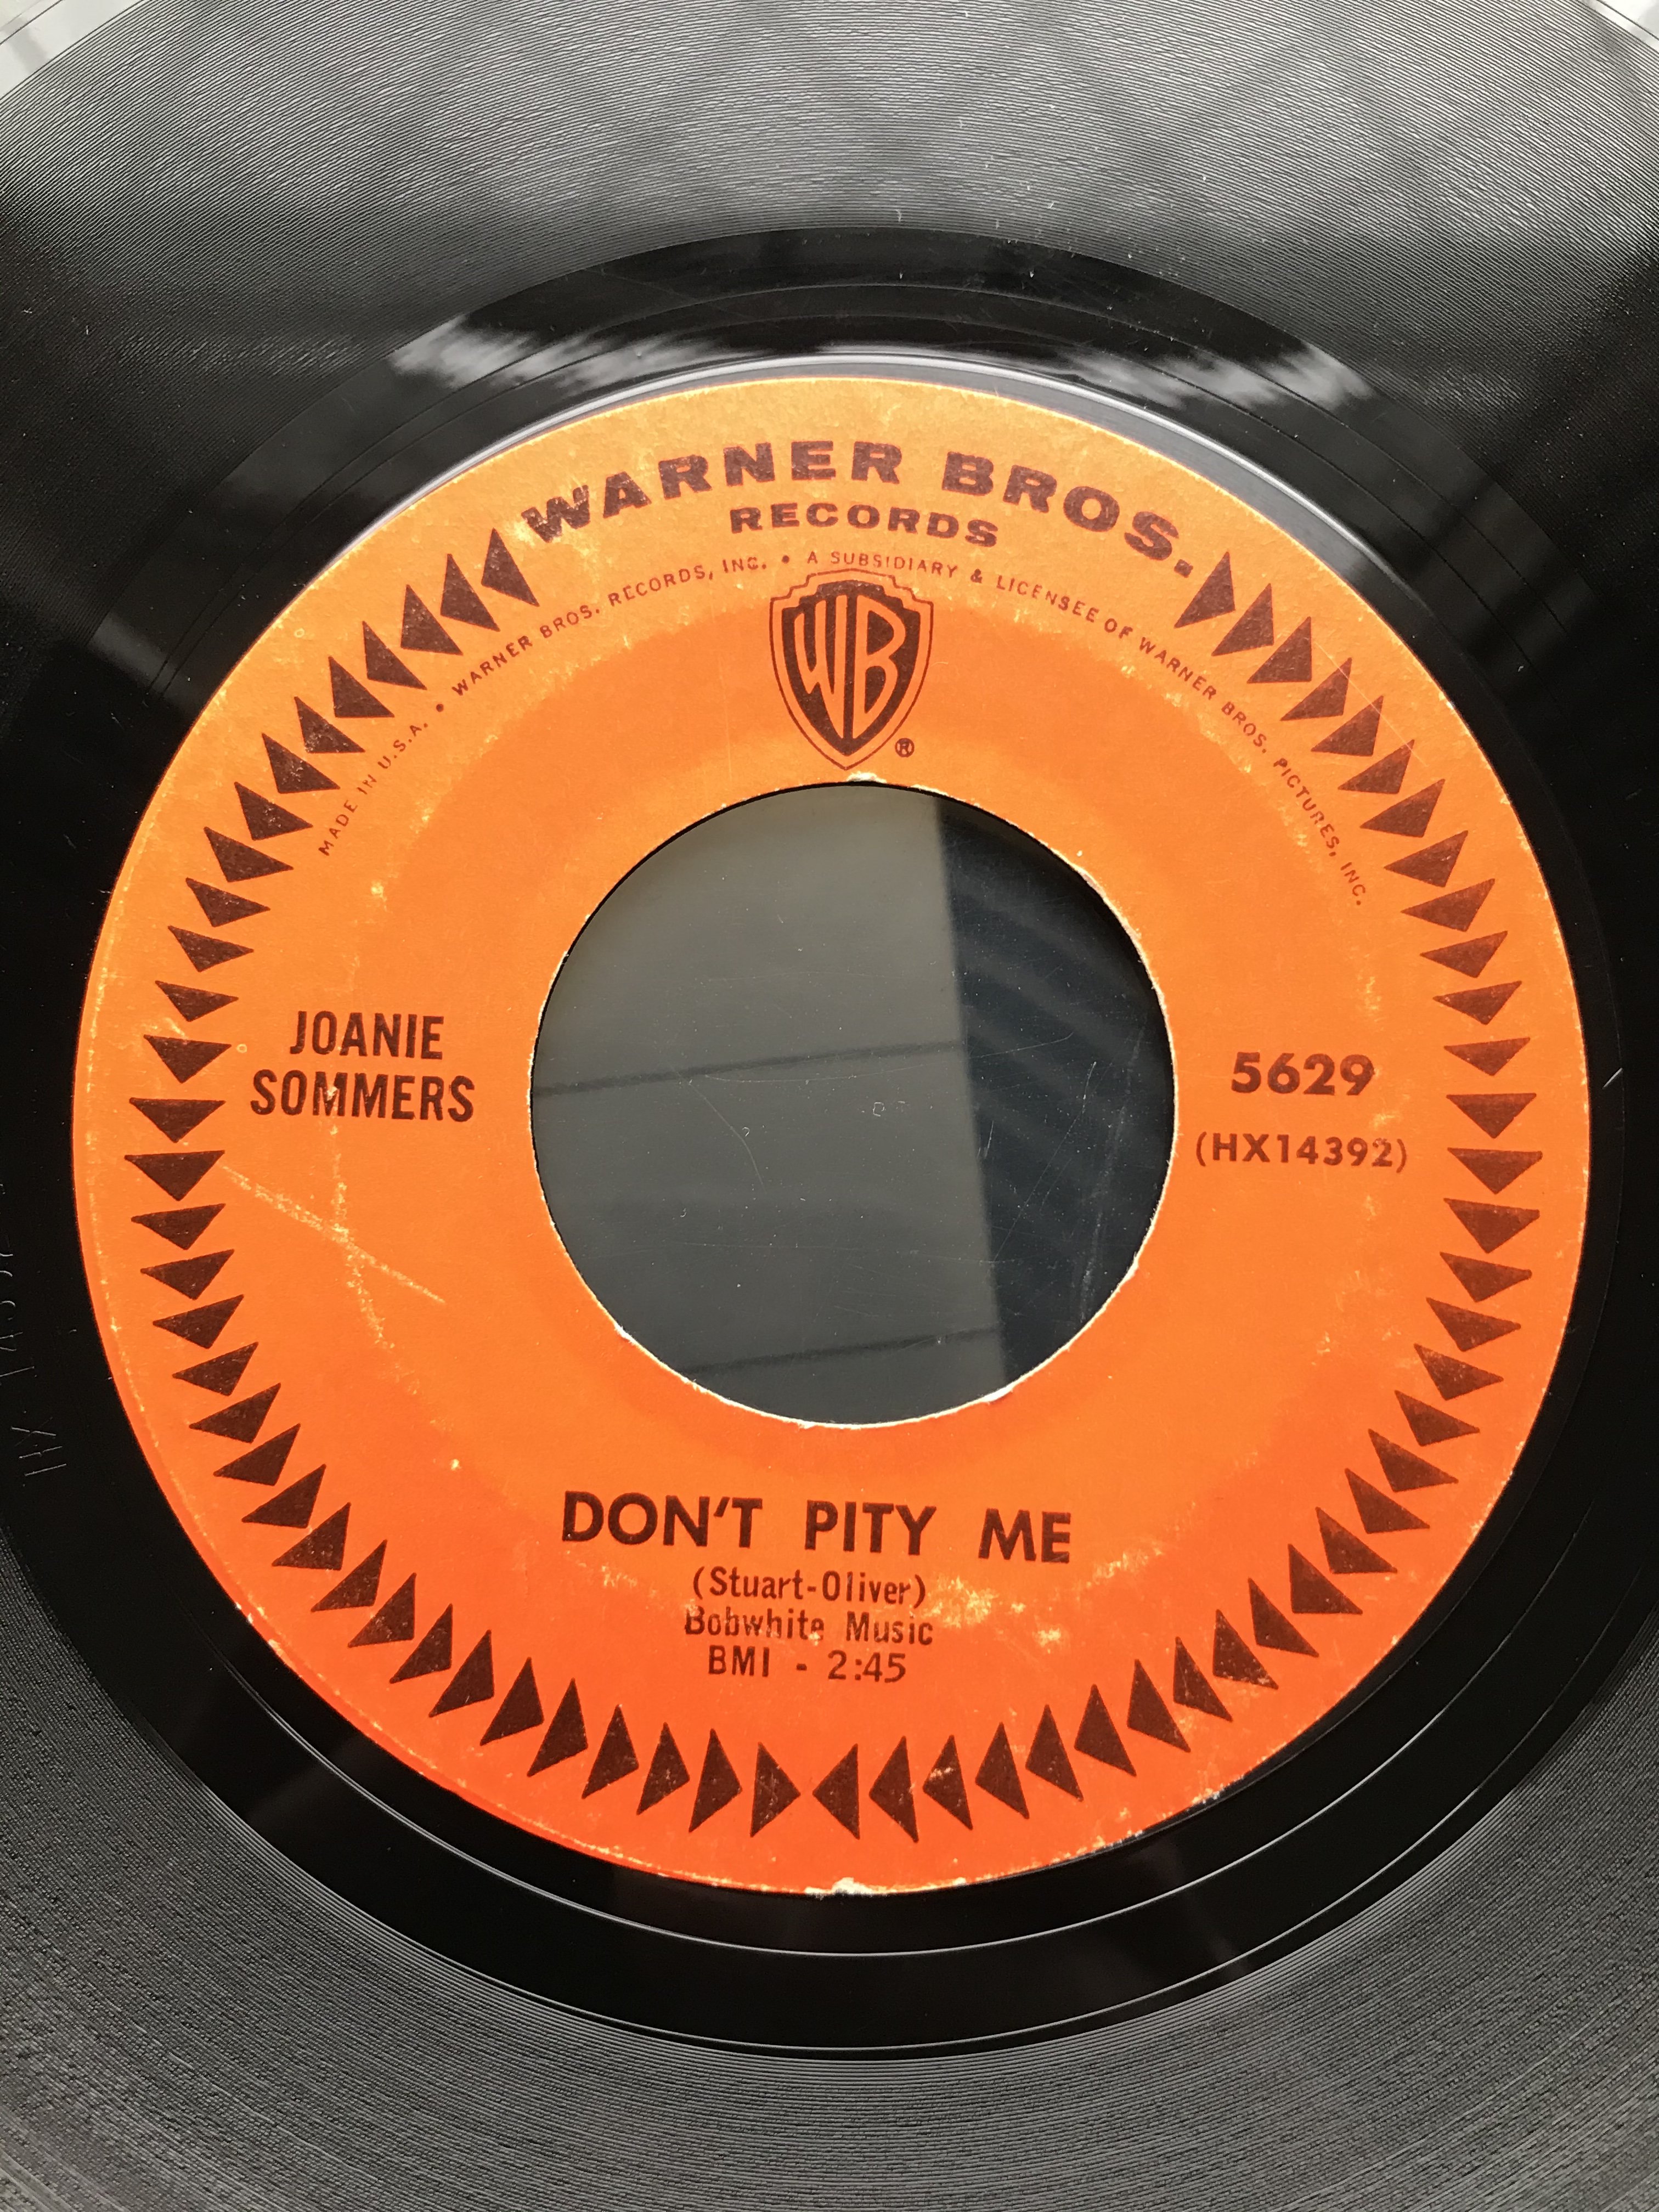 WARNER BROS.
RECORDS
MADE IN U.S.A. • WARNER BROS. RECORDS, INC. • A SUBSIDIARY & LICENSEE OF WARNER BROS. PICTURES, INC.
WB
®
JOANIE
SOMMERS
5629
(HX14392)
DON'T PITY ME
(Stuart-Oliver)
Bobwhite Music
BMI - 2:45